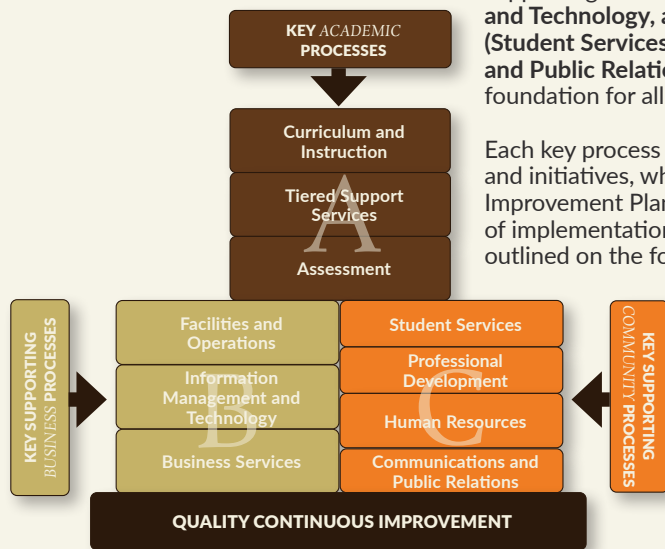 KEY ACADEMIC
PROCESSES
Curriculum and
Instruction
Tiered Support
Services
Assessment
A
and Technology, a
(Student Services
and Public Relatio
foundation for all
Each key process
and initiatives, wh
Improvement Plan
of implementation
outlined on the fo
KEY SUPPORTING
BUSINESS PROCESSES
Facilities and
Operations
Information
Management and
Technology
Business Services
B
Student Services
Professional
Development
Human Resources
Communications and
Public Relations
C
KEY SUPPORTING
COMMUNITY PROCESSES
QUALITY CONTINUOUS IMPROVEMENT